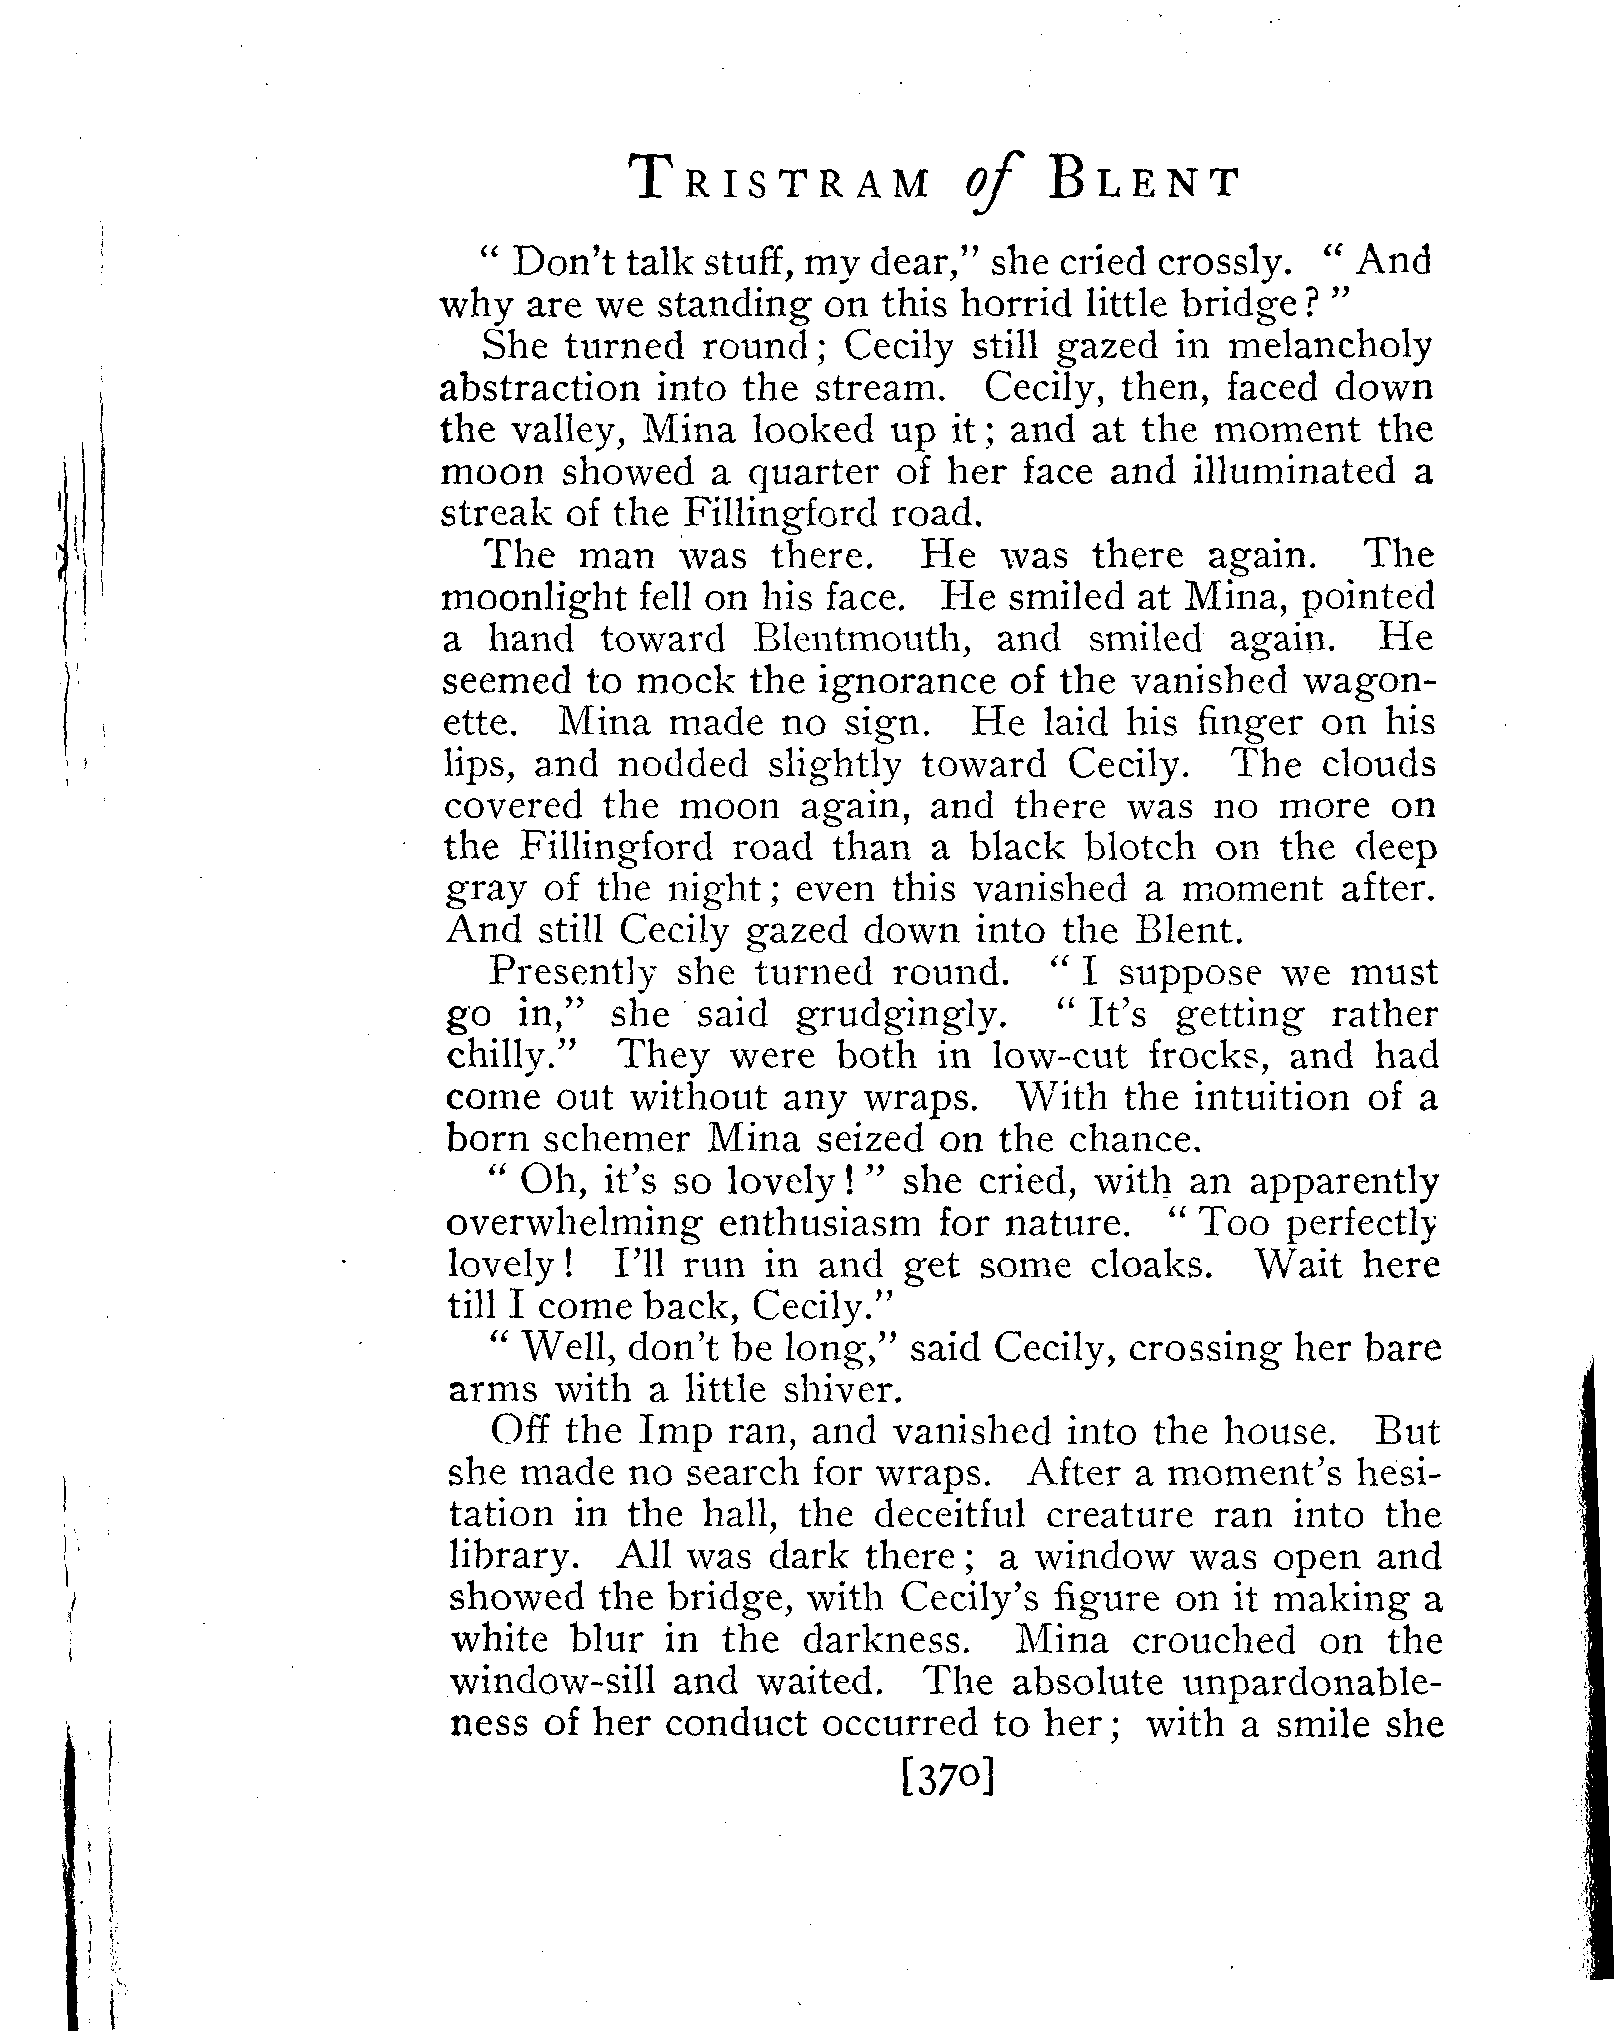 TRISTRAM of BLENT
“ Don't talk stuff, my dear,” she cried crossly. “ And
why are we standing on this horrid little bridge? ”
She turned round; Cecily still gazed in melancholy
abstraction into the stream. Cecily, then, faced down
the valley, Mina looked up it; and at the moment the
moon showed a quarter of her face and illuminated a
streak of the Fillingford road.
The man was there. He was there again. The
moonlight fell on his face. He smiled at Mina, pointed
a hand toward Blentmouth, and smiled again. He
seemed to mock the ignorance of the vanished wagon-
ette. Mina made no sign. He laid his finger on his
lips, and nodded slightly toward Cecily. The clouds
covered the moon again, and there was no more on
the Fillingford road than a black blotch on the deep
gray of the night; even this vanished a moment after.
And still Cecily gazed down into the Blent.
Presently she turned round. “ I suppose we must
go in,” she said grudgingly. “ It's getting rather
chilly.” They were both in low-cut frocks, and had
come out without any wraps. With the intuition of a
born schemer Mina seized on the chance.
“ Oh, it's so lovely! ” she cried, with an apparently
overwhelming enthusiasm for nature. “ Too perfectly
lovely! I'll run in and get some cloaks. Wait here
till I come back, Cecily.”
“ Well, don't be long,” said Cecily, crossing her bare
arms with a little shiver.
Off the Imp ran, and vanished into the house. But
she made no search for wraps. After a moment's hesi-
tation in the hall, the deceitful creature ran into the
library. All was dark there; a window was open and
showed the bridge, with Cecily's figure on it making a
white blur in the darkness. Mina crouched on the
window-sill and waited. The absolute unpardonable-
ness of her conduct occurred to her; with a smile she
[370]